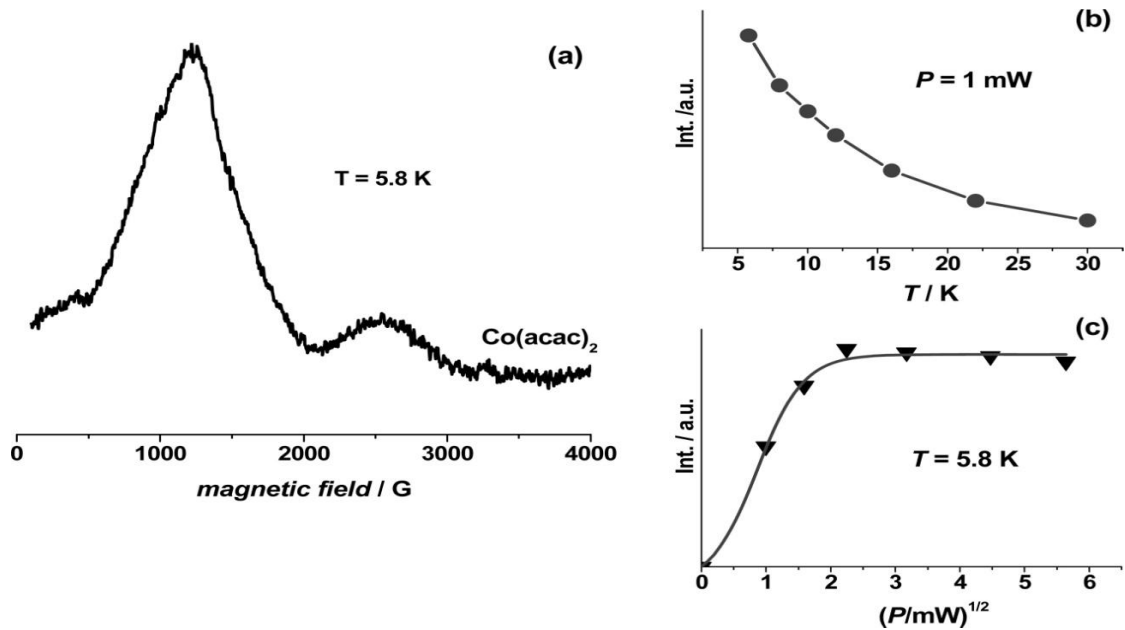 (a)
T = 5.8 K
Co(acac)₂
0 1000 2000 3000 4000
magnetic field / G
(b)
P = 1 mW
Int. /a.u.
5 10 15 20 25 30
T / K
(c)
Int. / a.u.
T = 5.8 K
0 1 2 3 4 5 6
(P/mW)¹/²